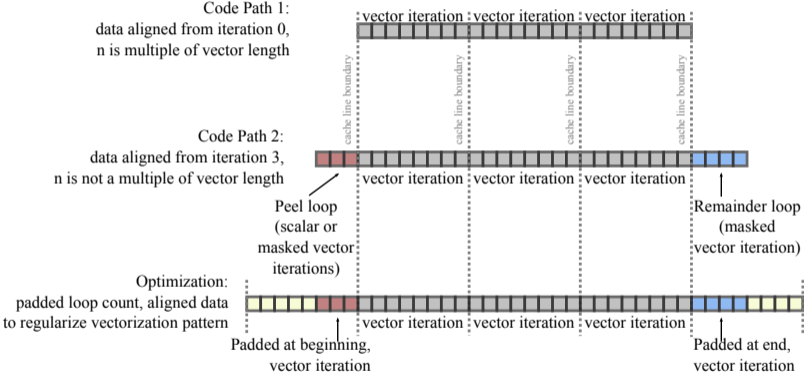 Code Path 1:
data aligned from iteration 0,
n is multiple of vector length
vector iteration vector iteration vector iteration
cache line boundary
cache line boundary
cache line boundary
cache line boundary
Code Path 2:
data aligned from iteration 3,
n is not a multiple of vector length
vector iteration vector iteration vector iteration
Peel loop
(scalar or
masked vector
iterations)
Remainder loop
(masked
vector iteration)
Optimization:
padded loop count, aligned data
to regularize vectorization pattern
vector iteration vector iteration vector iteration
Padded at beginning,
vector iteration
Padded at end,
vector iteration